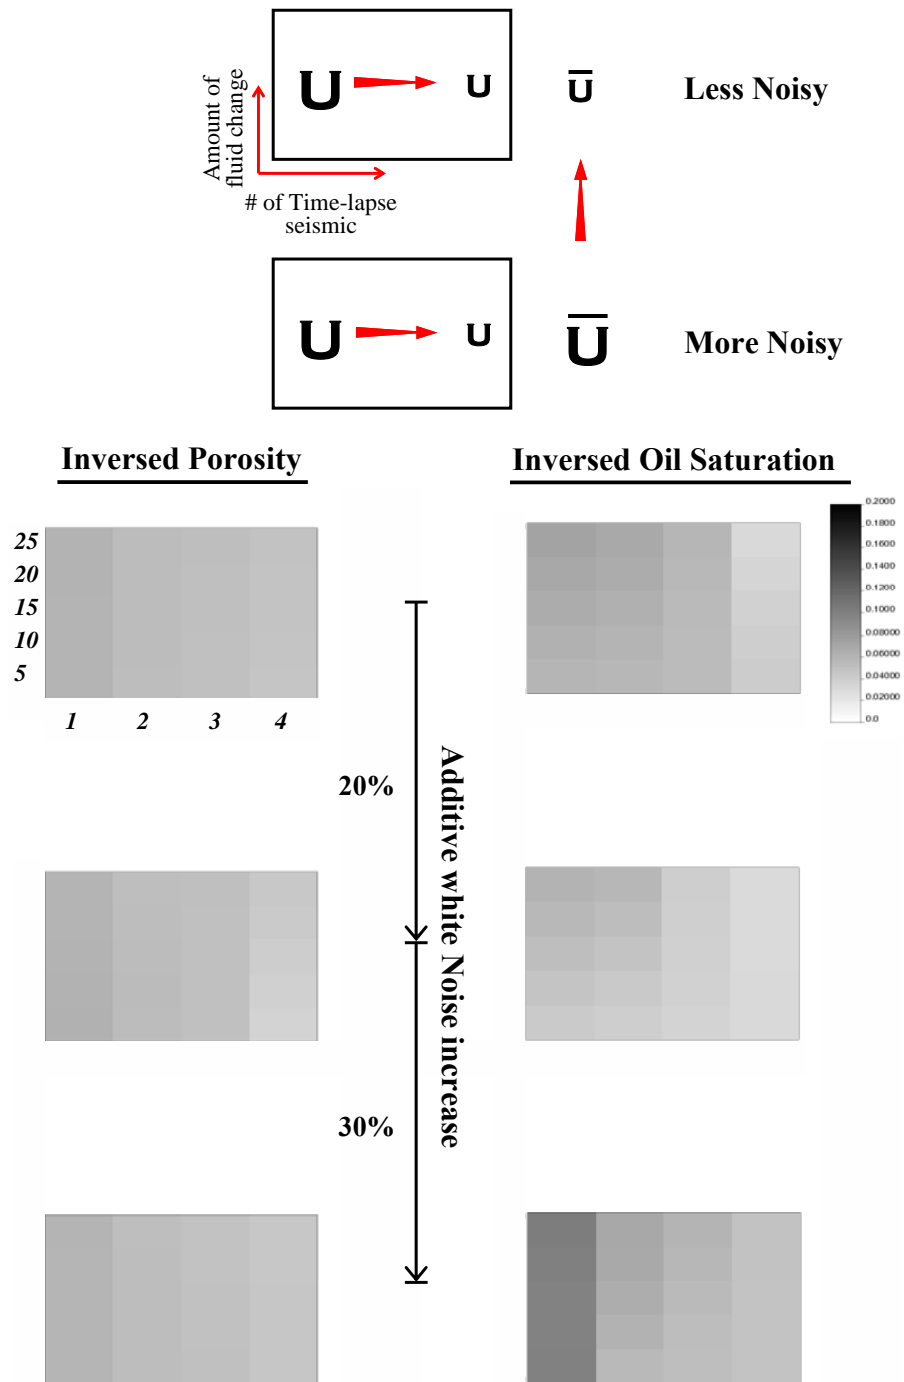 U U Ū Less Noisy
Amount of
fluid change
# of Time-lapse
seismic
U U Ū More Noisy
Inversed Porosity
Inversed Oil Saturation
25
20
15
10
5
1 2 3 4
0.2000
0.1800
0.1600
0.1400
0.1200
0.1000
0.08000
0.06000
0.04000
0.02000
0.0
20%
30%
Additive white Noise increase